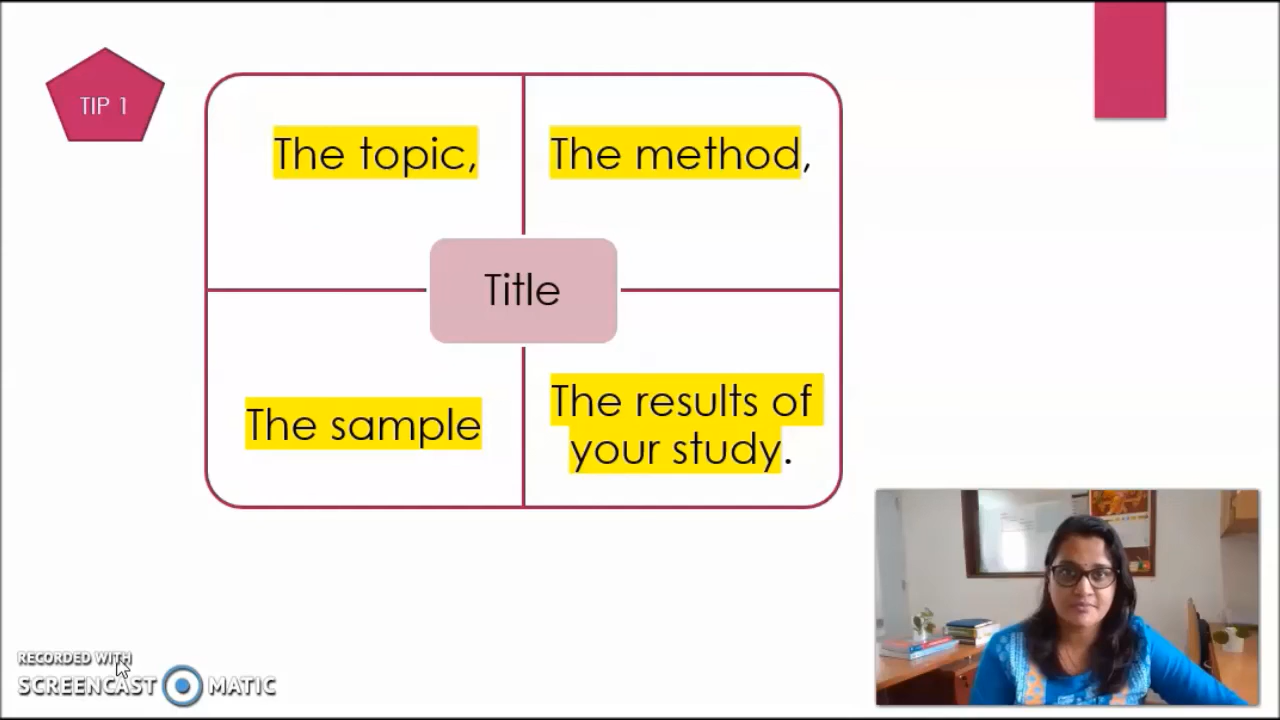 TIP 1
The topic,
The method,
Title
The sample
The results of
your study.
RECORDED WITH
SCREENCAST MATIC